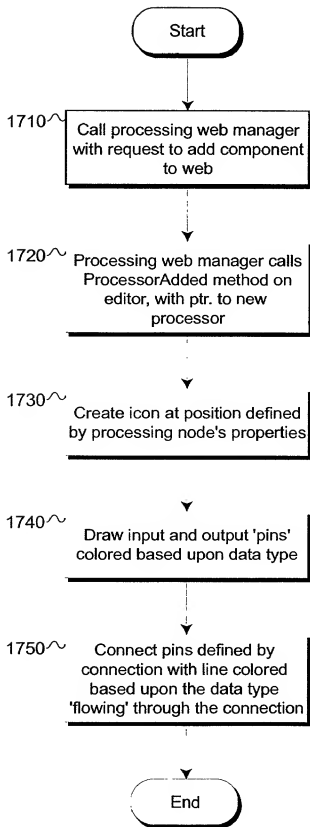 Start
1710
Call processing web manager
with request to add component
to web
1720
Processing web manager calls
ProcessorAdded method on
editor, with ptr. to new
processor
1730
Create icon at position defined
by processing node's properties
1740
Draw input and output 'pins'
colored based upon data type
1750
Connect pins defined by
connection with line colored
based upon the data type
'flowing' through the connection
End